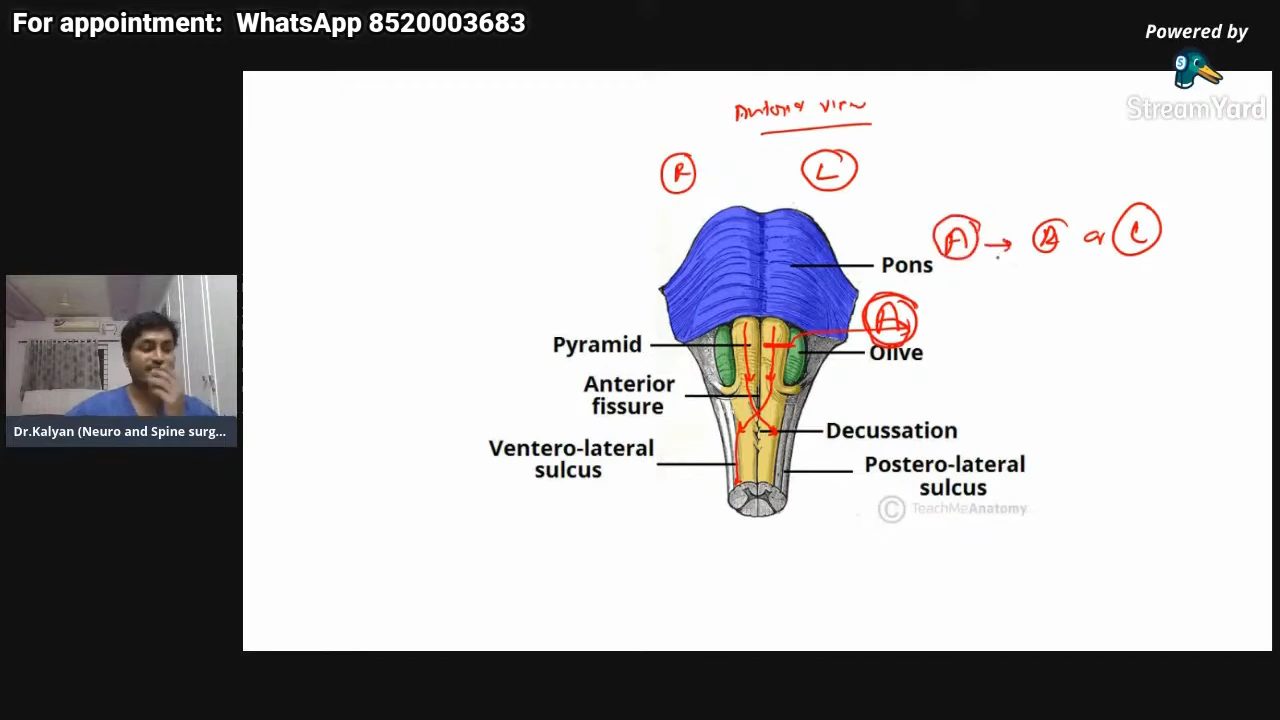 For appointment: WhatsApp 8520003683
Powered by
S
StreamYard
view
R
L
A → B or C
Pons
A
Pyramid
Olive
Anterior
fissure
Decussation
Ventero-lateral
sulcus
Postero-lateral
sulcus
© TeachMeAnatomy
Dr.Kalyan (Neuro and Spine surg...